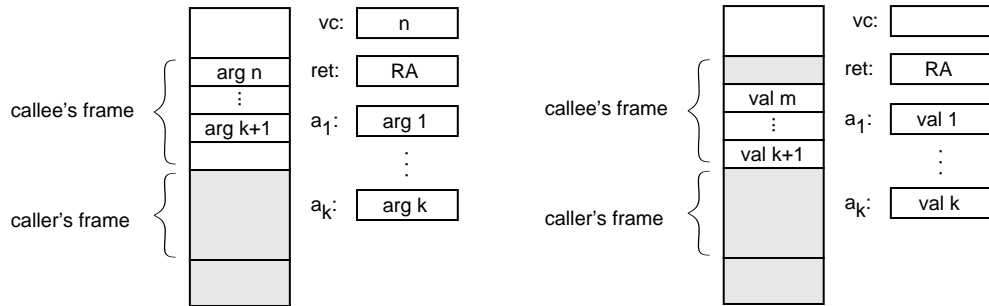 vc: n
arg n
ret: RA
⋮
callee's frame
arg k+1
a1: arg 1
⋮
caller's frame
ak: arg k
vc:
ret: RA
val m
callee's frame
⋮
a1: val 1
val k+1
⋮
caller's frame
ak: val k